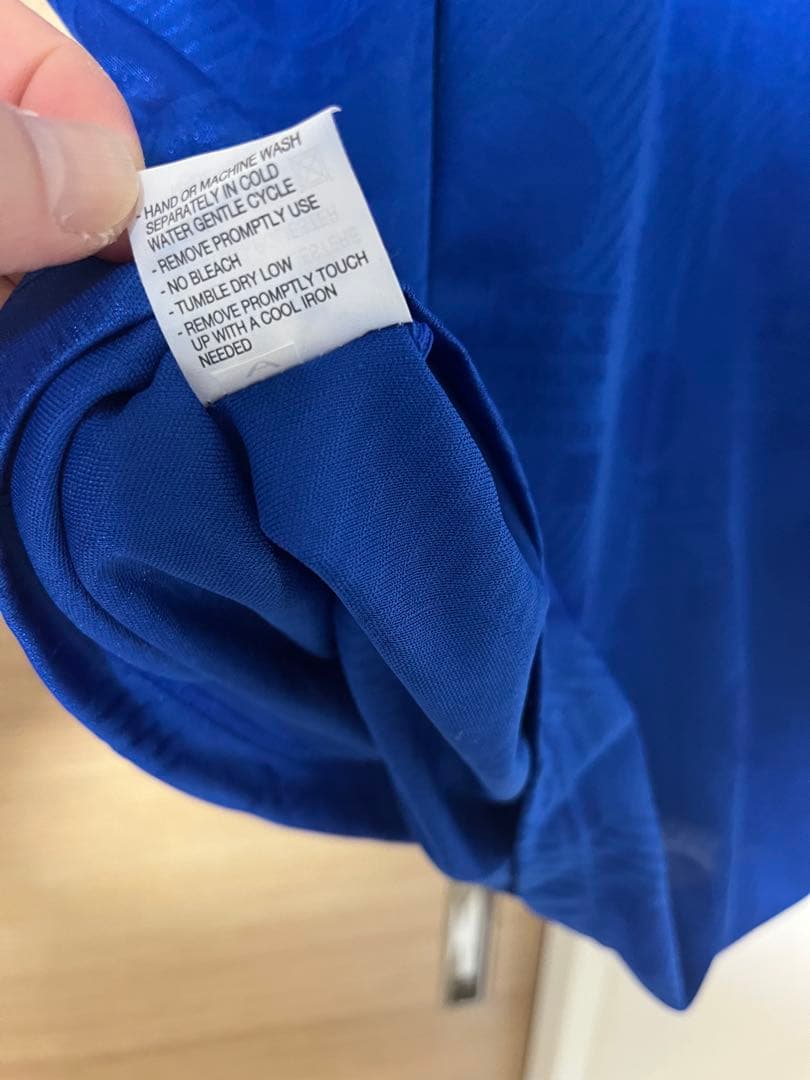 - HAND OR MACHINE WASH
SEPARATELY IN COLD
WATER GENTLE CYCLE
- REMOVE PROMPTLY USE
- NO BLEACH
- TUMBLE DRY LOW
- REMOVE PROMPTLY TOUCH
UP WITH A COOL IRON
NEEDED